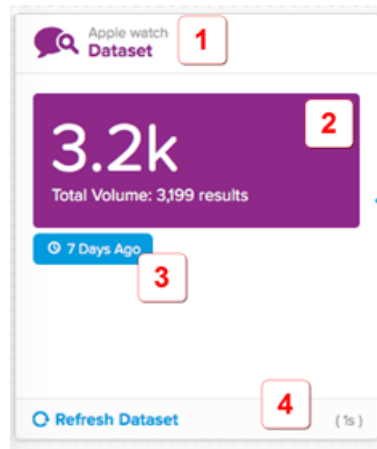 Apple watch
Dataset
1
2
3.2k
Total Volume: 3,199 results
7 Days Ago
3
4
Refresh Dataset
(1s)